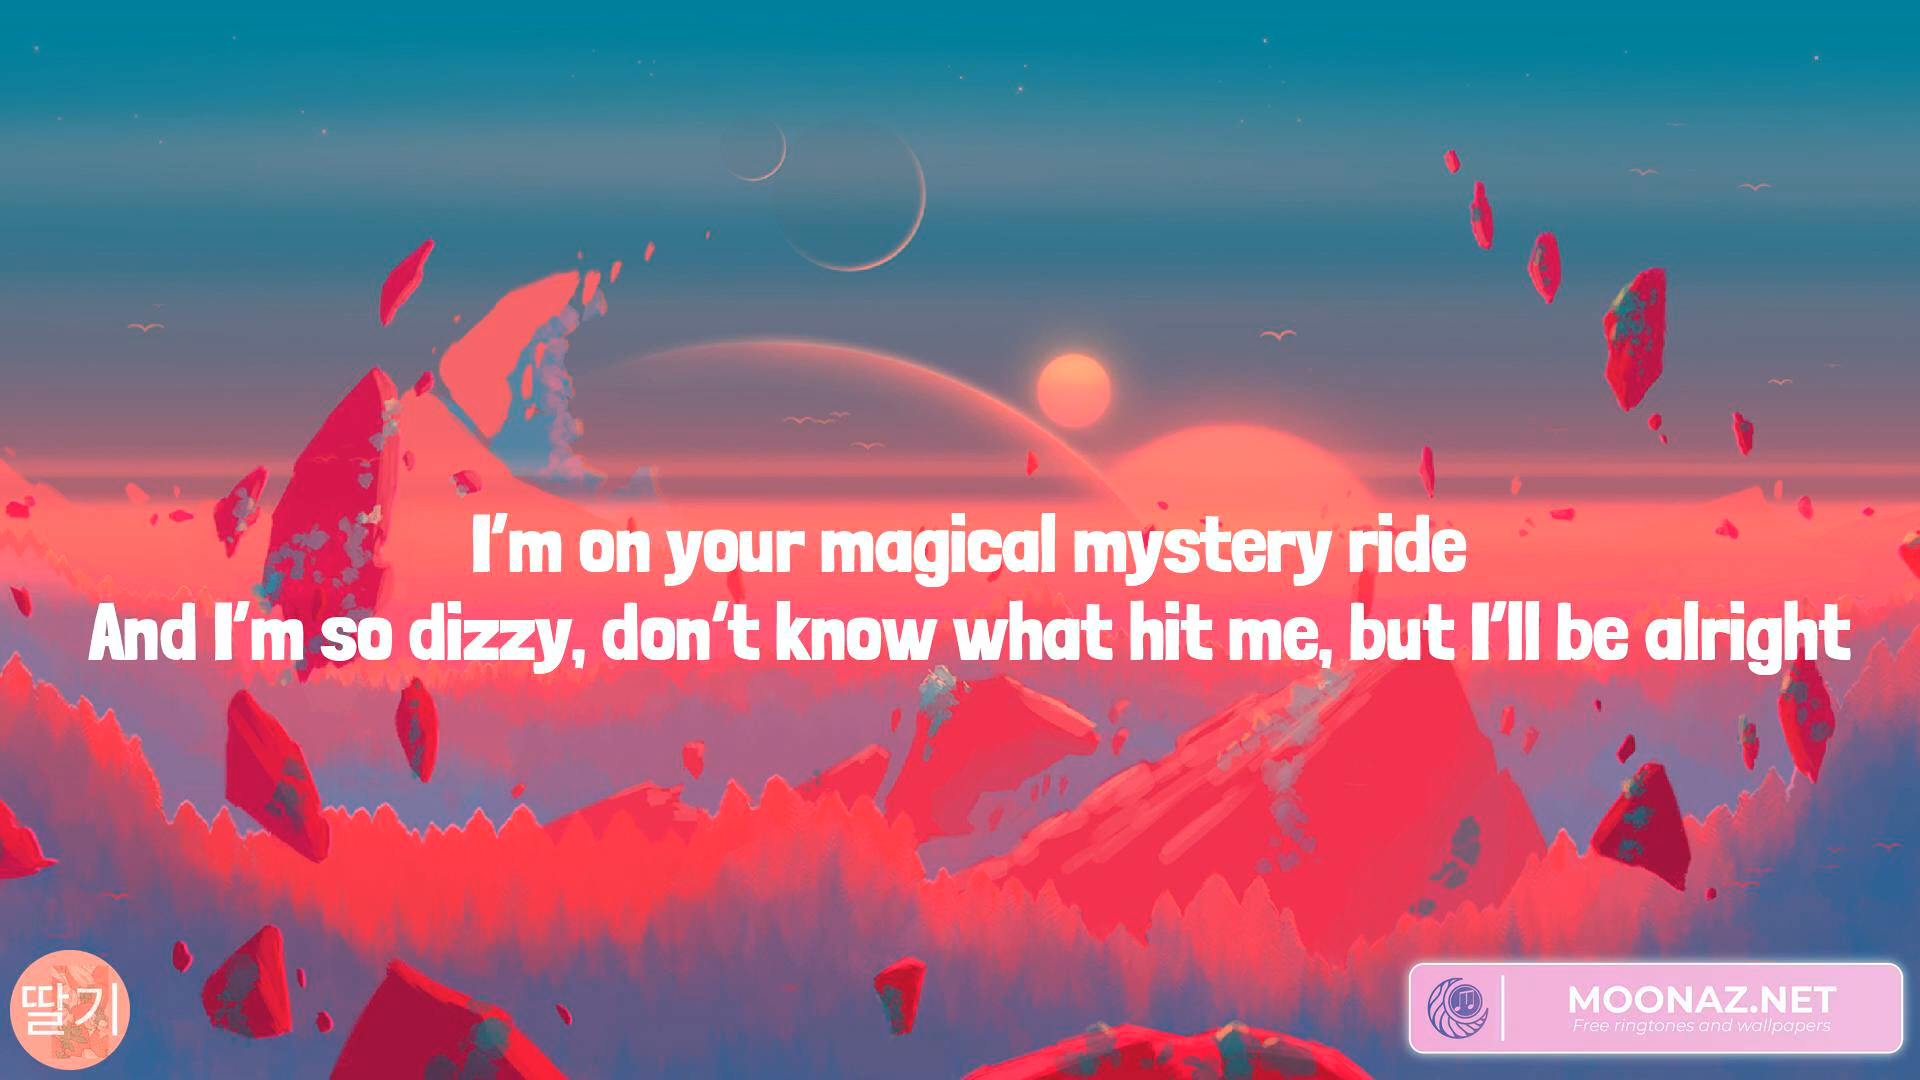 I'm on your magical mystery ride
And I'm so dizzy, don't know what hit me, but I'll be alright
딸기
MOONAZ.NET
Free ringtones and wallpapers